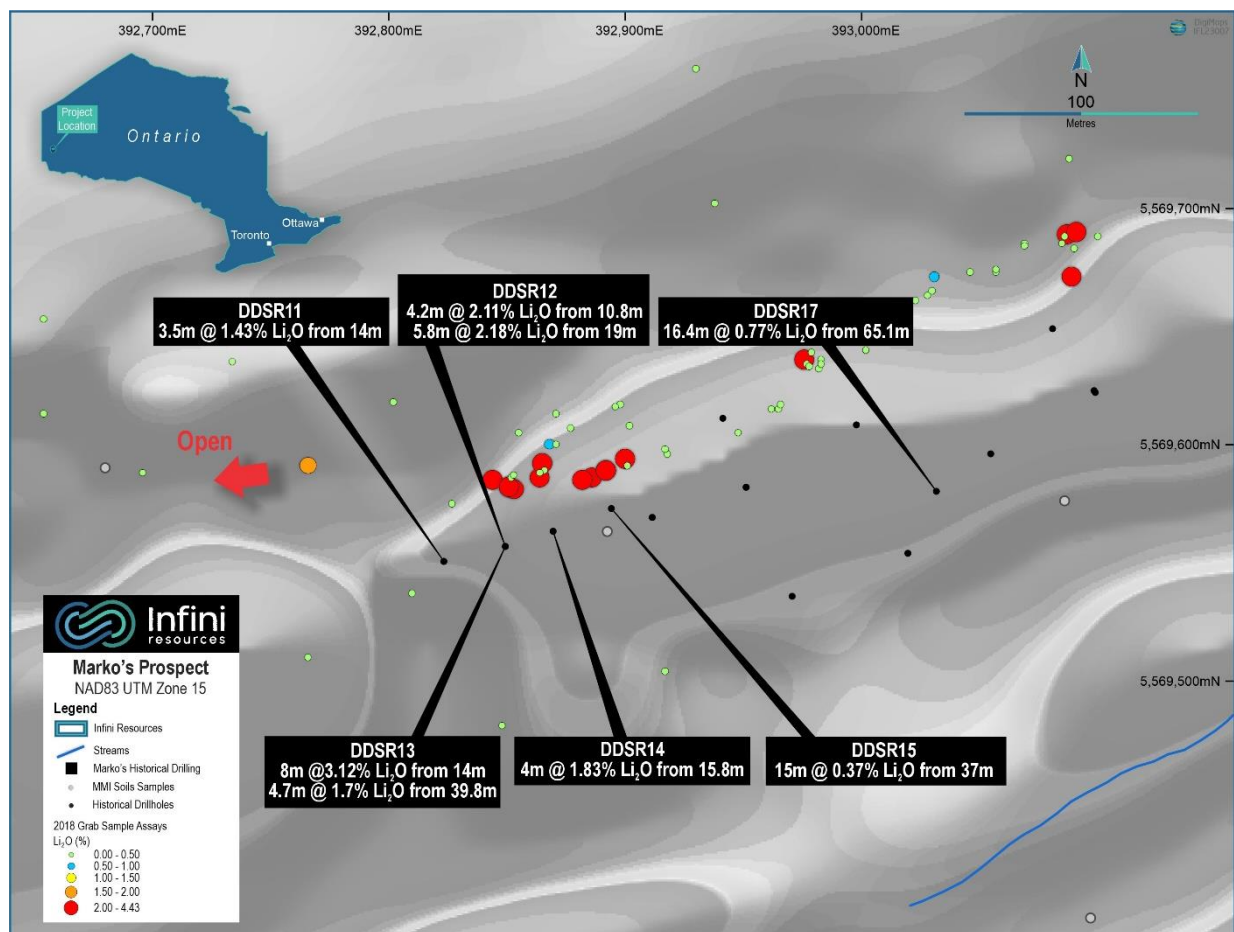 392,700mE
392,800mE
392,900mE
393,000mE
DigiMaps
IF123007
N
100
Metres
Project
Location
Ontario
Ottawa
Toronto
5,569,700mN
DDSR11
3.5m @ 1.43% Li₂O from 14m
DDSR12
4.2m @ 2.11% Li₂O from 10.8m
5.8m @ 2.18% Li₂O from 19m
DDSR17
16.4m @ 0.77% Li₂O from 65.1m
Open
5,569,600mN
5,569,500mN
DDSR13
8m @3.12% Li₂O from 14m
4.7m @ 1.7% Li₂O from 39.8m
DDSR14
4m @ 1.83% Li₂O from 15.8m
DDSR15
15m @ 0.37% Li₂O from 37m
Infini
resources
Marko's Prospect
NAD83 UTM Zone 15
Legend
Infini Resources
Streams
Marko's Historical Drilling
MMI Soils Samples
Historical Drillholes
2018 Grab Sample Assays
Li₂O (%)
0.00 - 0.50
0.50 - 1.00
1.00 - 1.50
1.50 - 2.00
2.00 - 4.43